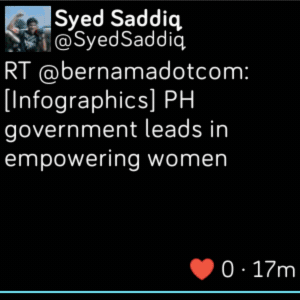 Syed Saddiq
@SyedSaddiq
RT @bernamadotcom:
[Infographics] PH
government leads in
empowering women
0 · 17m